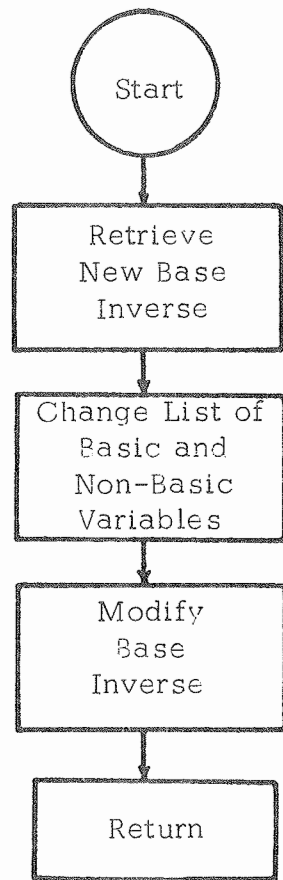 Start
Retrieve
New Base
Inverse
Change List of
Basic and
Non-Basic
Variables
Modify
Base
Inverse
Return